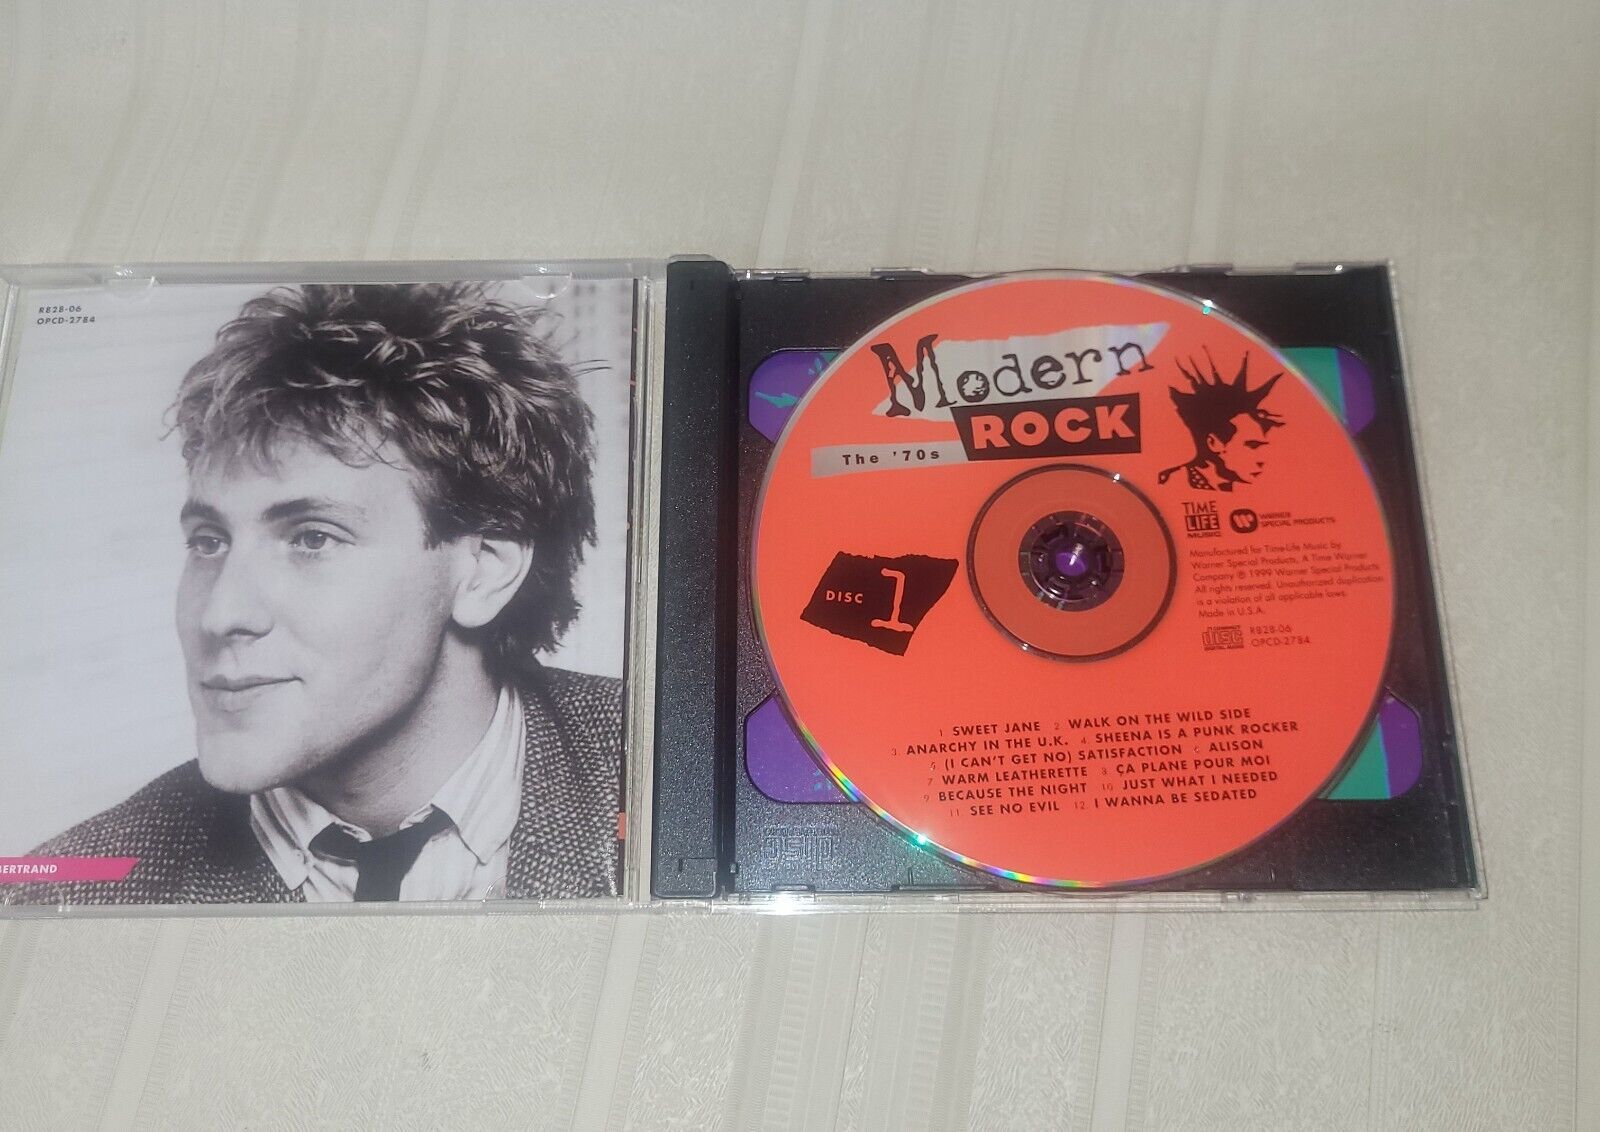 R828-06
OPCD-2784
BERTRAND
Modern
ROCK
The '70s
TIME
LIFE
MUSIC
WARNER
SPECIAL PRODUCTS
Manufactured for Time-Life Music by
Warner Special Products, A Time Warner
Company ℗ 1999 Warner Special Products
All rights reserved. Unauthorized duplication
is a violation of all applicable laws.
Made in U.S.A.
COMPACT
disc
DIGITAL AUDIO
R828-06
OPCD-2784
DISC 1
1 SWEET JANE 2 WALK ON THE WILD SIDE
3. ANARCHY IN THE U.K. 4. SHEENA IS A PUNK ROCKER
5 (I CAN'T GET NO) SATISFACTION 6 ALISON
7 WARM LEATHERETTE 8 ÇA PLANE POUR MOI
9 BECAUSE THE NIGHT 10 JUST WHAT I NEEDED
11. SEE NO EVIL 12. I WANNA BE SEDATED
disc